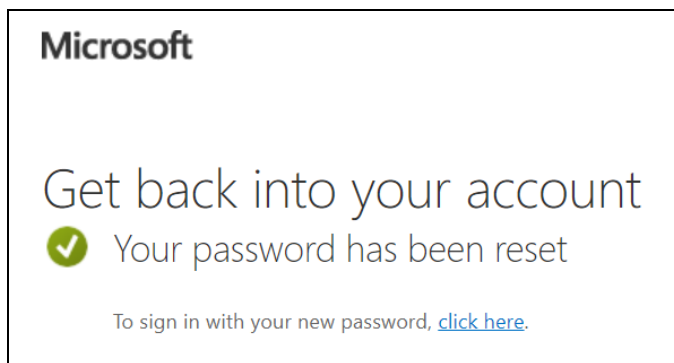 Microsoft
Get back into your account
Your password has been reset
To sign in with your new password, click here.